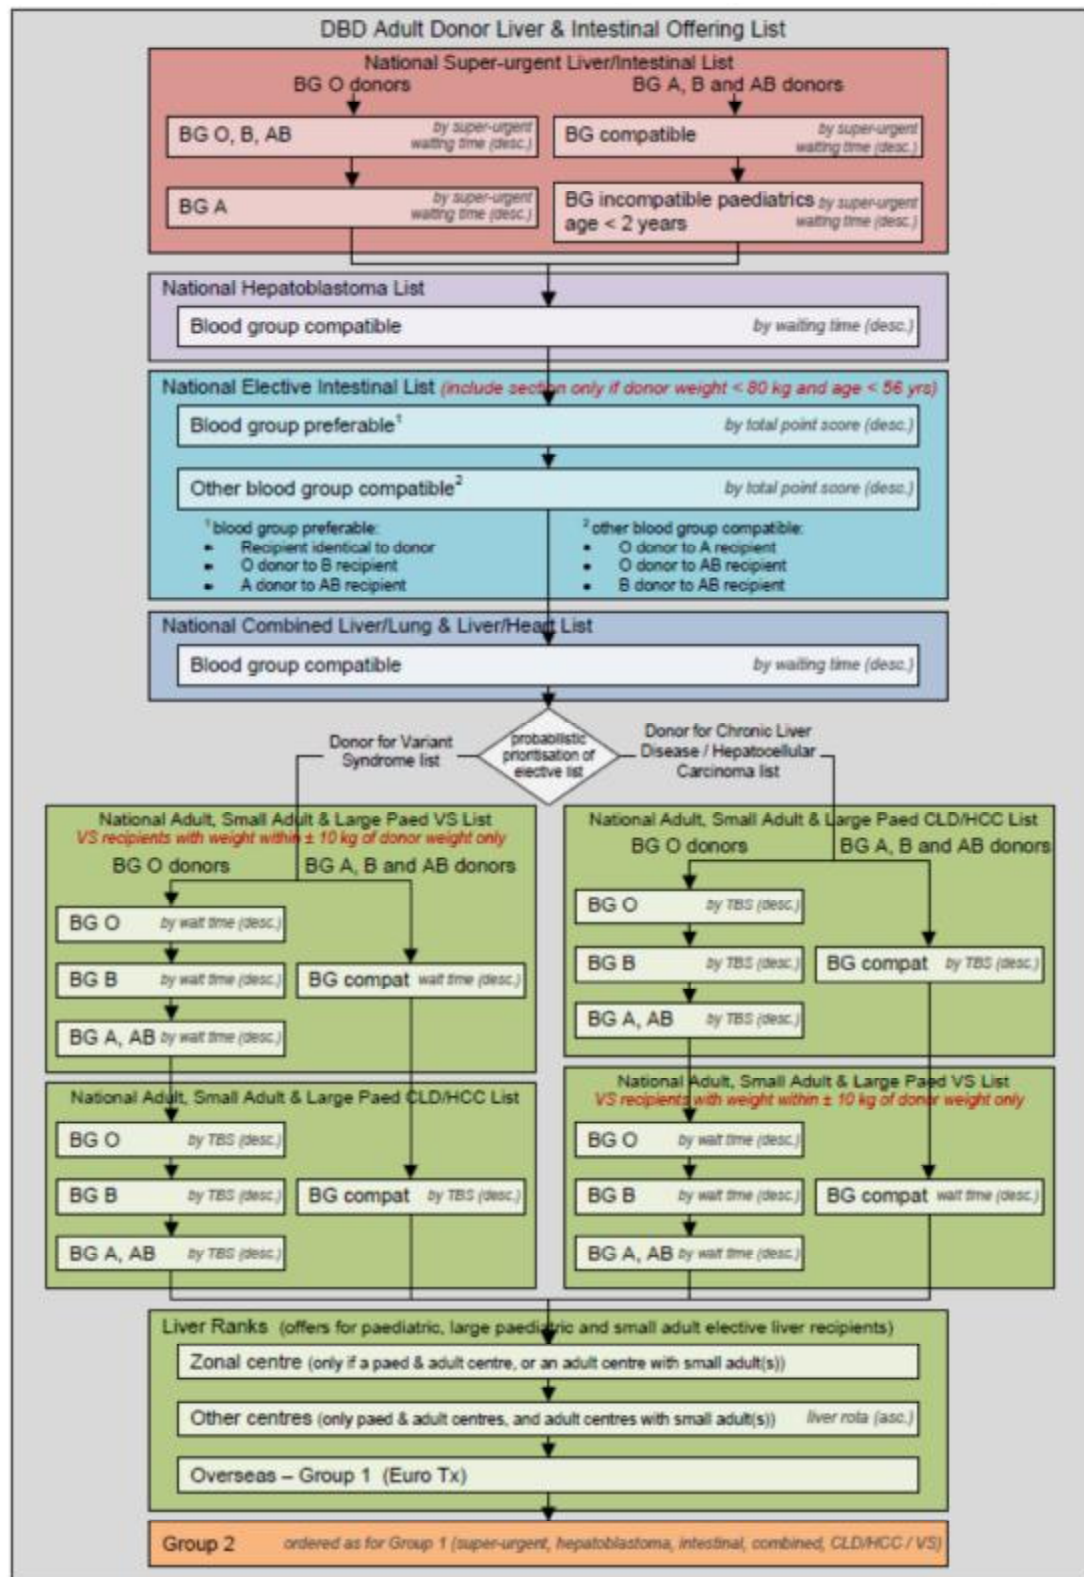 DBD Adult Donor Liver & Intestinal Offering List
National Super-urgent Liver/Intestinal List
BG O donors
BG A, B and AB donors
BG O, B, AB
by super-urgent
waiting time (desc.)
BG compatible
by super-urgent
waiting time (desc.)
BG A
by super-urgent
waiting time (desc.)
BG incompatible paediatrics
age < 2 years
by super-urgent
waiting time (desc.)
National Hepatoblastoma List
Blood group compatible
by waiting time (desc.)
National Elective Intestinal List (include section only if donor weight < 80 kg and age < 56 yrs)
Blood group preferable1
by total point score (desc.)
Other blood group compatible2
by total point score (desc.)
1 blood group preferable:
• Recipient identical to donor
• O donor to B recipient
• A donor to AB recipient
2 other blood group compatible:
• O donor to A recipient
• O donor to AB recipient
• B donor to AB recipient
National Combined Liver/Lung & Liver/Heart List
Blood group compatible
by waiting time (desc.)
Donor for Variant
Syndrome list
probabilistic
prioritisation of
elective list
Donor for Chronic Liver
Disease / Hepatocellular
Carcinoma list
National Adult, Small Adult & Large Paed VS List
VS recipients with weight within ± 10 kg of donor weight only
BG O donors
BG A, B and AB donors
BG O
by wait time (desc.)
BG B
by wait time (desc.)
BG compat
wait time (desc.)
BG A, AB
by wait time (desc.)
National Adult, Small Adult & Large Paed CLD/HCC List
BG O
by TBS (desc.)
BG B
by TBS (desc.)
BG compat
by TBS (desc.)
BG A, AB
by TBS (desc.)
National Adult, Small Adult & Large Paed CLD/HCC List
BG O donors
BG A, B and AB donors
BG O
by TBS (desc.)
BG B
by TBS (desc.)
BG compat
by TBS (desc.)
BG A, AB
by TBS (desc.)
National Adult, Small Adult & Large Paed VS List
VS recipients with weight within ± 10 kg of donor weight only
BG O
by wait time (desc.)
BG B
by wait time (desc.)
BG compat
wait time (desc.)
BG A, AB
by wait time (desc.)
Liver Ranks (offers for paediatric, large paediatric and small adult elective liver recipients)
Zonal centre (only if a paed & adult centre, or an adult centre with small adult(s))
Other centres (only paed & adult centres, and adult centres with small adult(s))
liver rota (asc.)
Overseas – Group 1 (Euro Tx)
Group 2
ordered as for Group 1 (super-urgent, hepatoblastoma, intestinal, combined, CLD/HCC / VS)